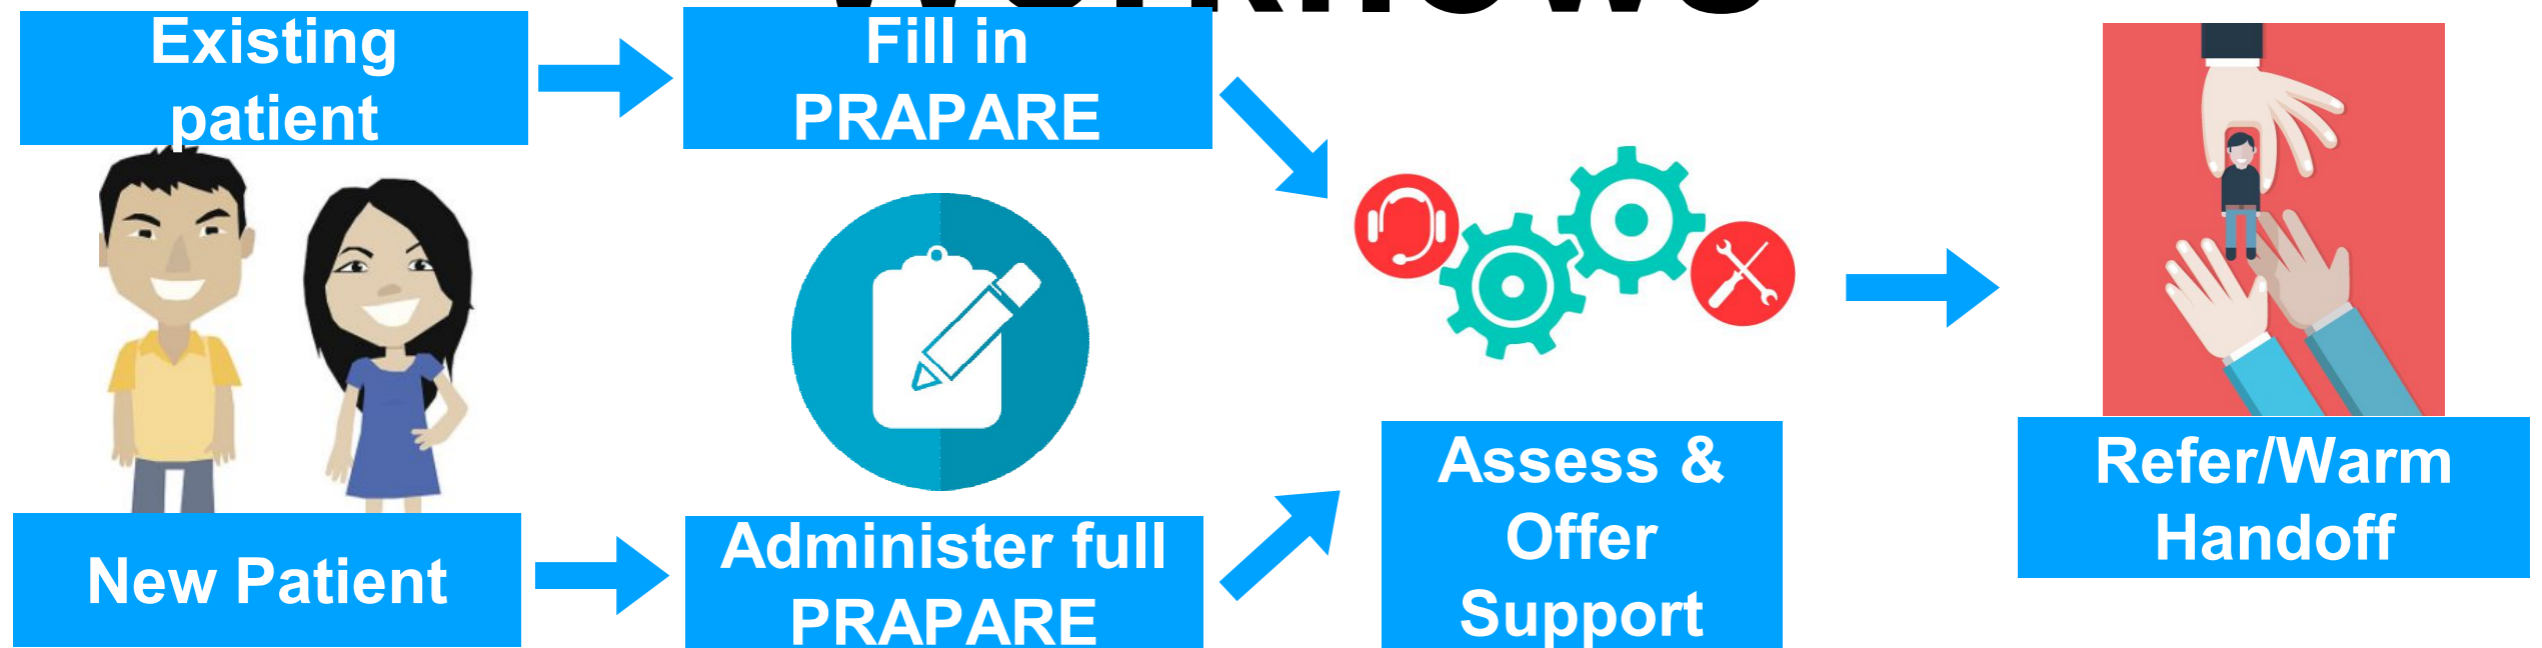 Existing
patient
Fill in
PRAPARE
New Patient
Administer full
PRAPARE
Assess &
Offer
Support
Refer/Warm
Handoff